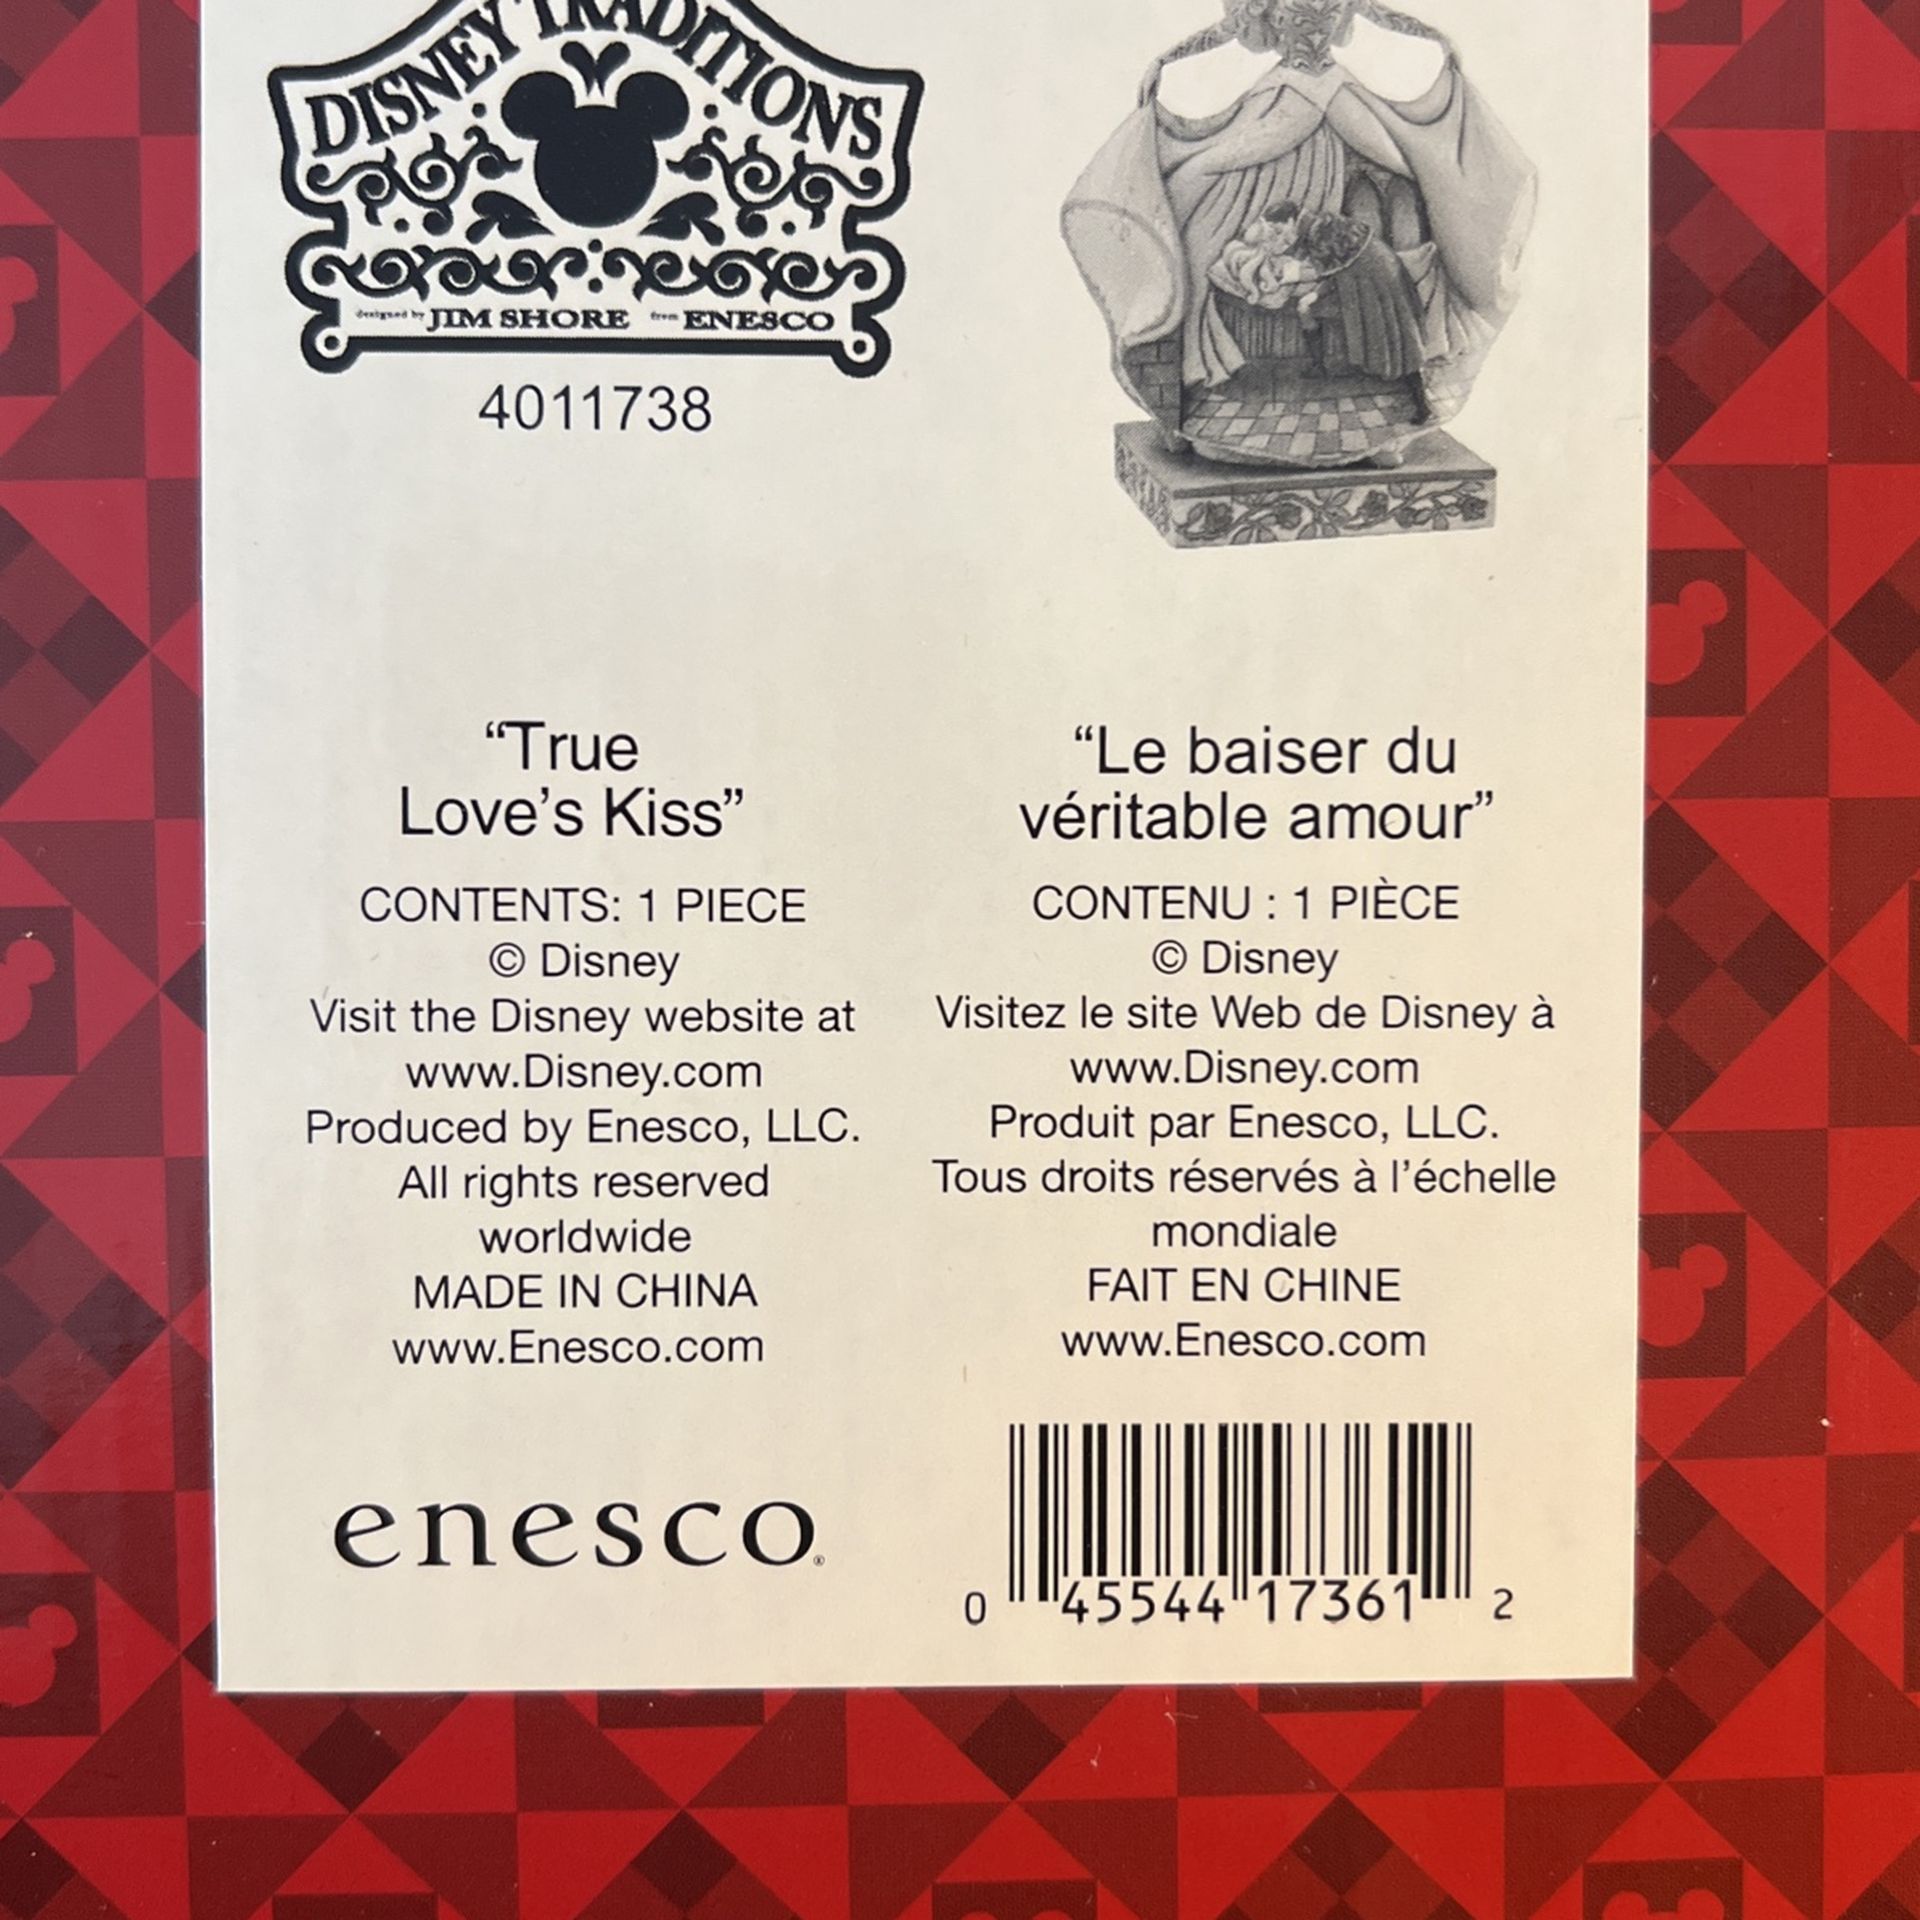 DISNEY TRADITIONS
designed by JIM SHORE from ENESCO
4011738
“True
Love’s Kiss”
CONTENTS: 1 PIECE
© Disney
Visit the Disney website at
www.Disney.com
Produced by Enesco, LLC.
All rights reserved
worldwide
MADE IN CHINA
www.Enesco.com
enesco®
“Le baiser du
véritable amour”
CONTENU : 1 PIÈCE
© Disney
Visitez le site Web de Disney à
www.Disney.com
Produit par Enesco, LLC.
Tous droits réservés à l’échelle
mondiale
FAIT EN CHINE
www.Enesco.com
0 45544 17361 2